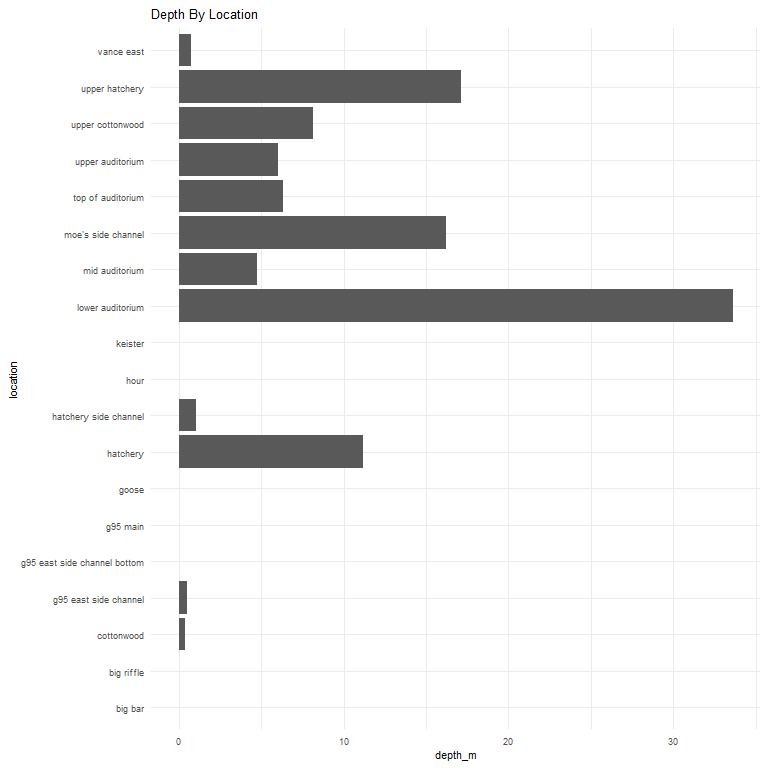 Depth By Location
vance east
upper hatchery
upper cottonwood
upper auditorium
top of auditorium
moe's side channel
mid auditorium
lower auditorium
keister
hour
hatchery side channel
hatchery
goose
g95 main
g95 east side channel bottom
g95 east side channel
cottonwood
big riffle
big bar
location
0 10 20 30
depth_m